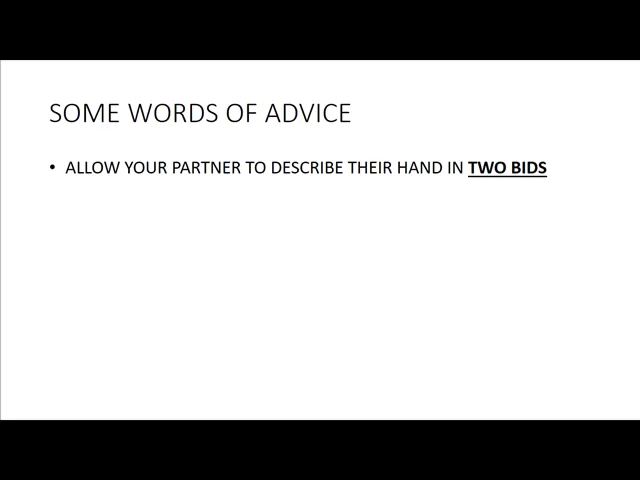 SOME WORDS OF ADVICE
• ALLOW YOUR PARTNER TO DESCRIBE THEIR HAND IN TWO BIDS